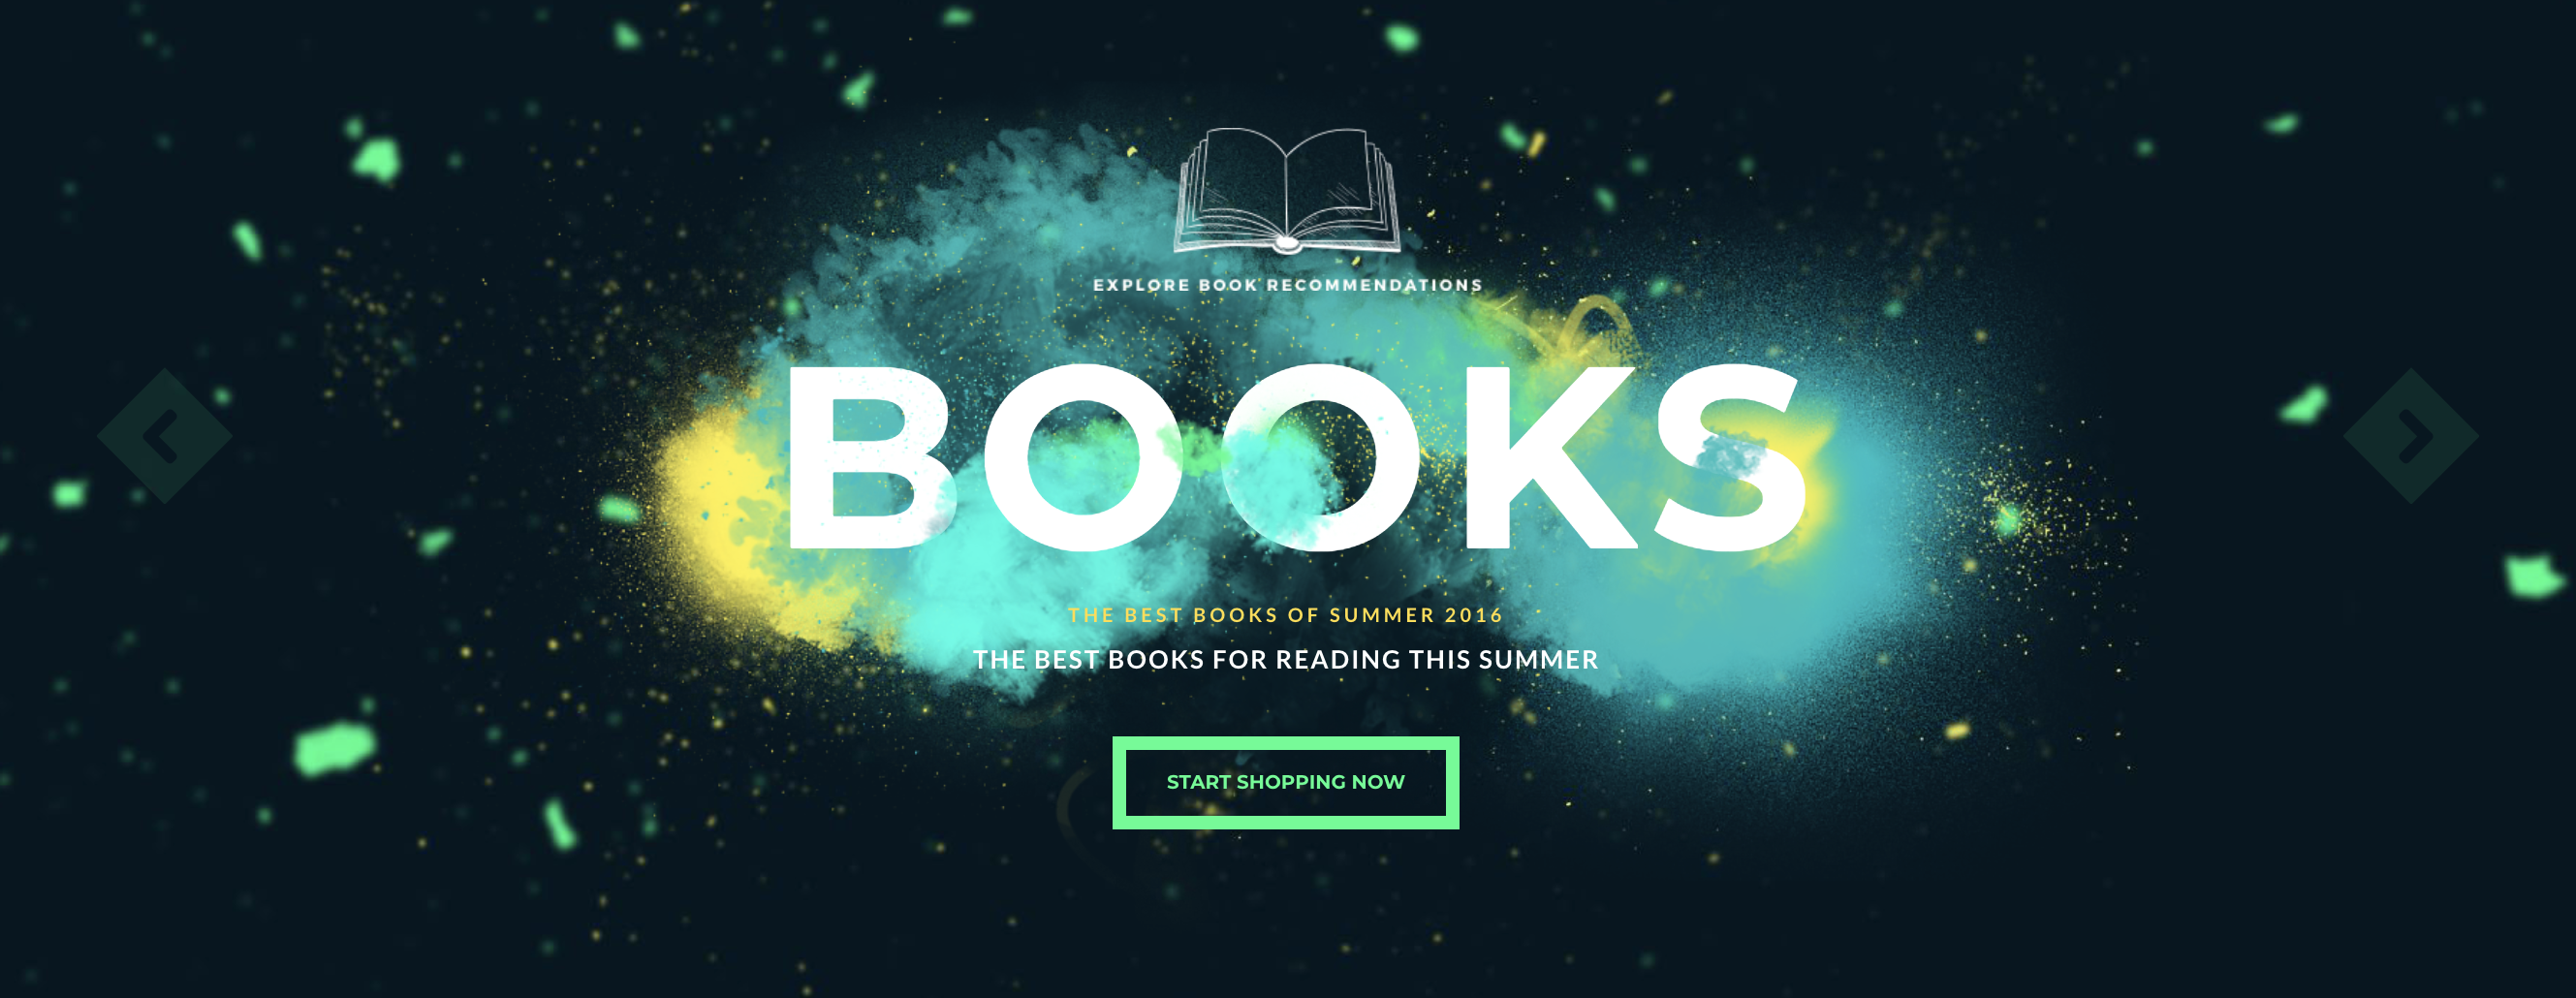 EXPLORE BOOK RECOMMENDATIONS
BOOKS
THE BEST BOOKS OF SUMMER 2016
THE BEST BOOKS FOR READING THIS SUMMER
START SHOPPING NOW